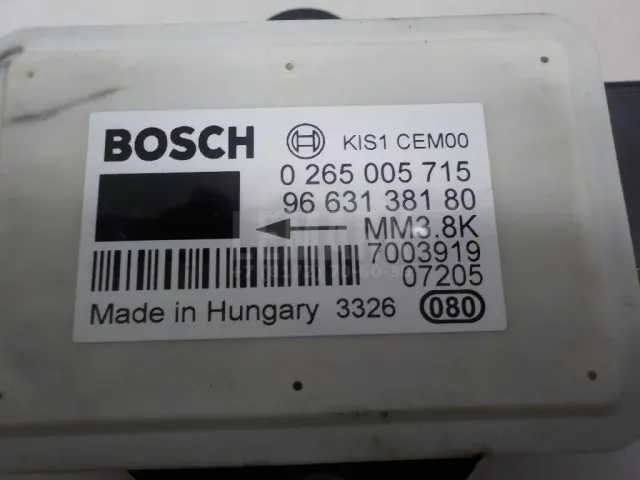 BOSCH KIS1 CEM00
0 265 005 715
96 631 381 80
MM3.8K
7003919
07205
Made in Hungary 3326 080